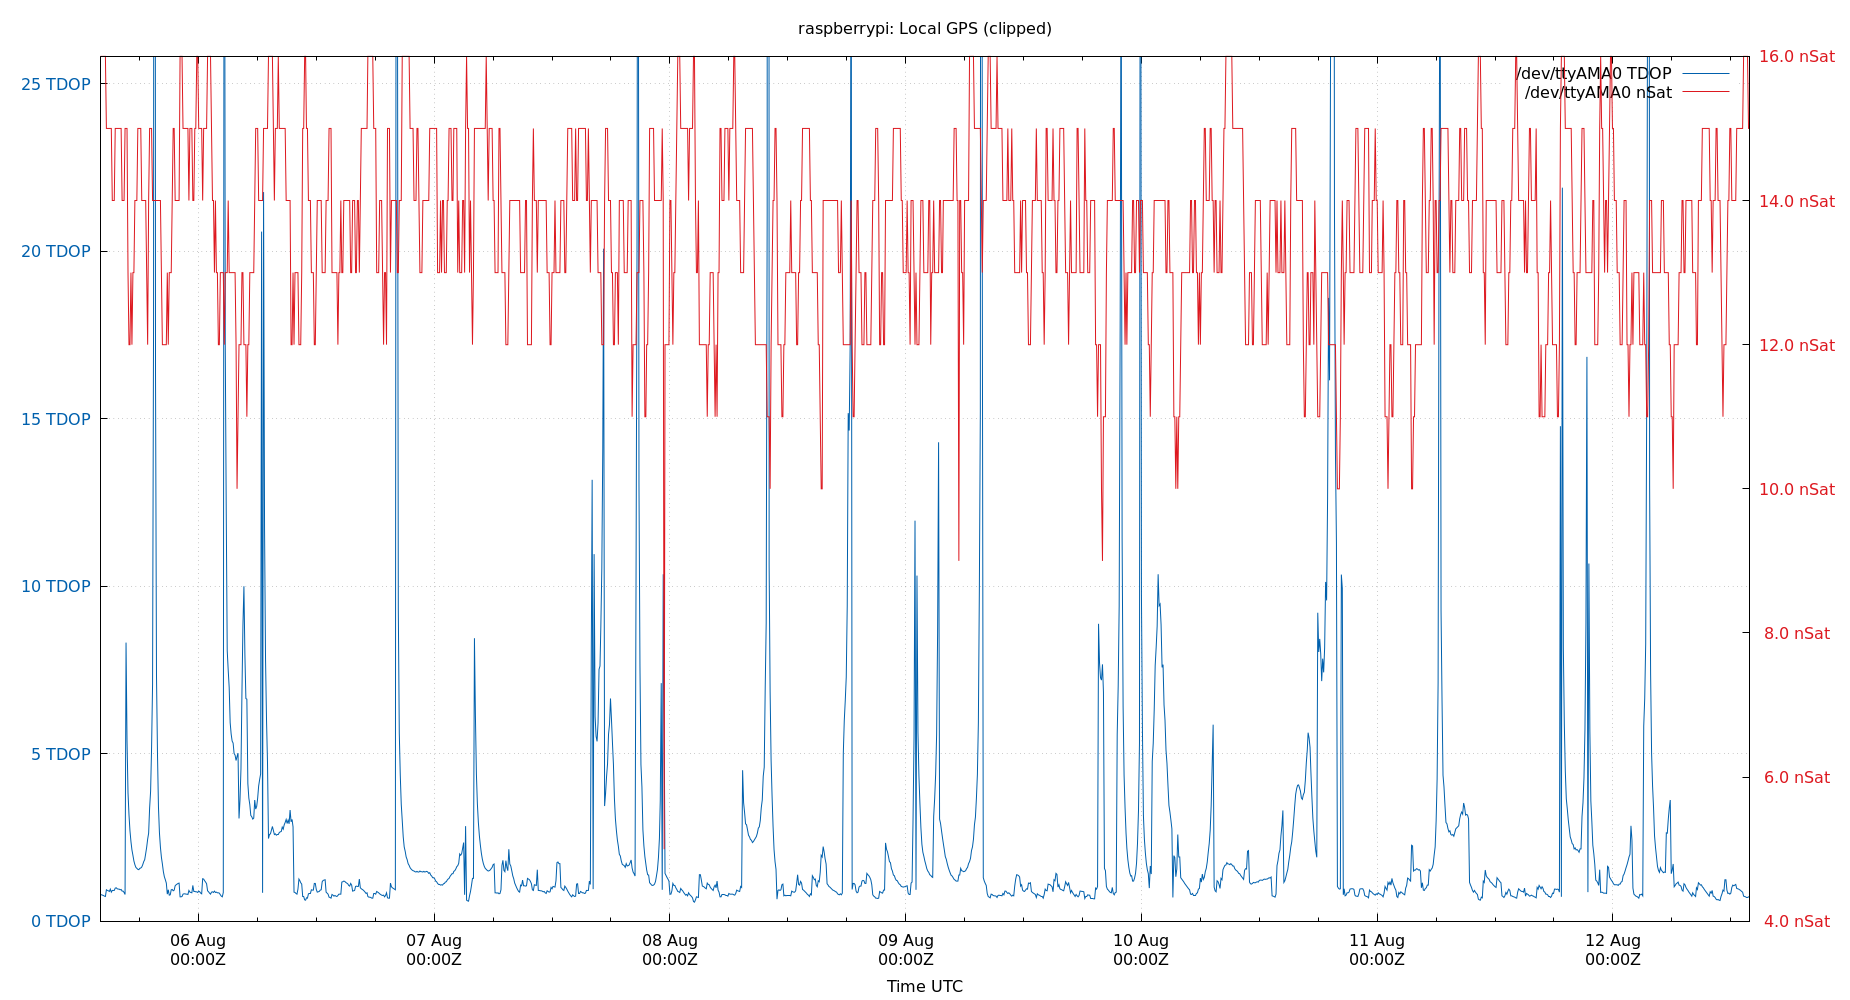 raspberrypi: Local GPS (clipped)
/dev/ttyAMA0 TDOP
/dev/ttyAMA0 nSat
25 TDOP
20 TDOP
15 TDOP
10 TDOP
5 TDOP
0 TDOP
16.0 nSat
14.0 nSat
12.0 nSat
10.0 nSat
8.0 nSat
6.0 nSat
4.0 nSat
06 Aug
00:00Z
07 Aug
00:00Z
08 Aug
00:00Z
09 Aug
00:00Z
10 Aug
00:00Z
11 Aug
00:00Z
12 Aug
00:00Z
Time UTC